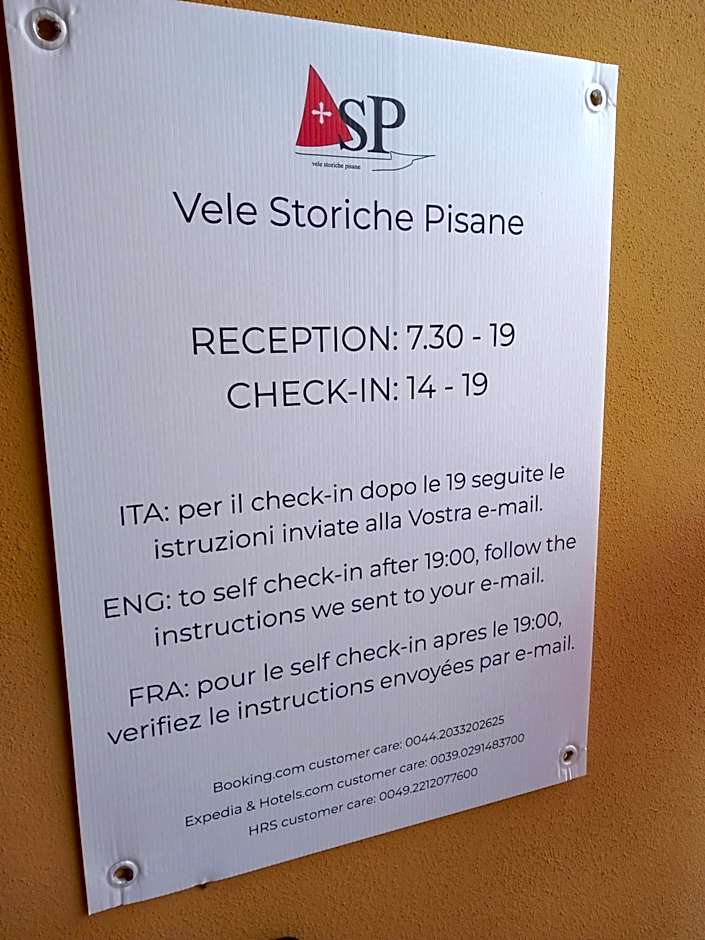 SP
vele storiche pisane
Vele Storiche Pisane
RECEPTION: 7.30 - 19
CHECK-IN: 14 - 19
ITA: per il check-in dopo le 19 seguite le
istruzioni inviate alla Vostra e-mail.
ENG: to self check-in after 19:00, follow the
instructions we sent to your e-mail.
FRA: pour le self check-in apres le 19:00,
verifiez le instructions envoyées par e-mail.
Booking.com customer care: 0044.2033202625
Expedia & Hotels.com customer care: 0039.0291483700
HRS customer care: 0049.2212077600